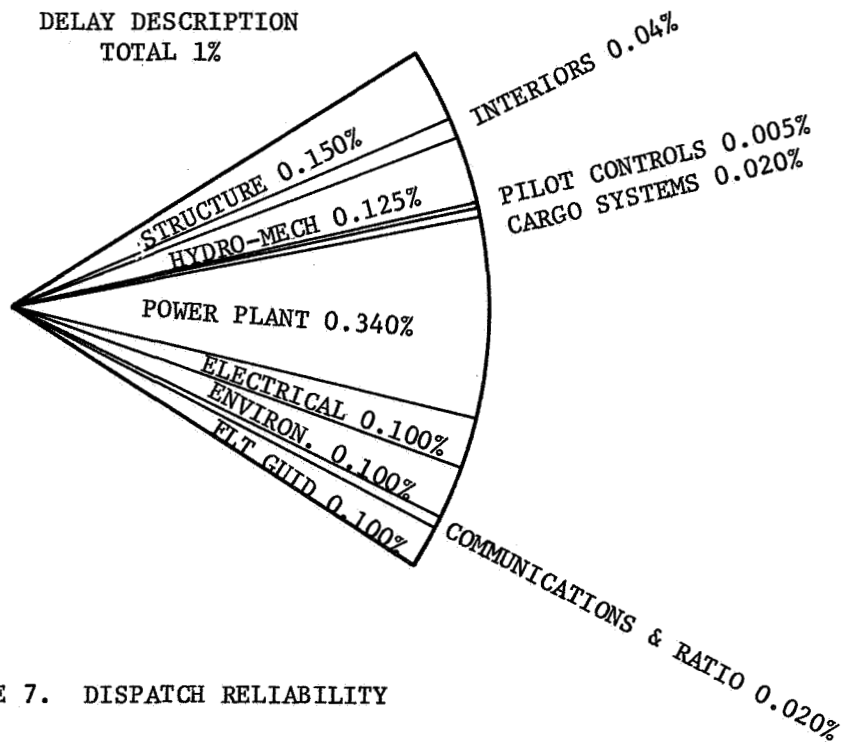 DELAY DESCRIPTION
TOTAL 1%
INTERIORS 0.04%
STRUCTURE 0.150%
PILOT CONTROLS 0.005%
CARGO SYSTEMS 0.020%
HYDRO-MECH 0.125%
POWER PLANT 0.340%
ELECTRICAL 0.100%
ENVIRON. 0.100%
FLT GUID 0.100%
COMMUNICATIONS & RATIO 0.020%
E 7. DISPATCH RELIABILITY